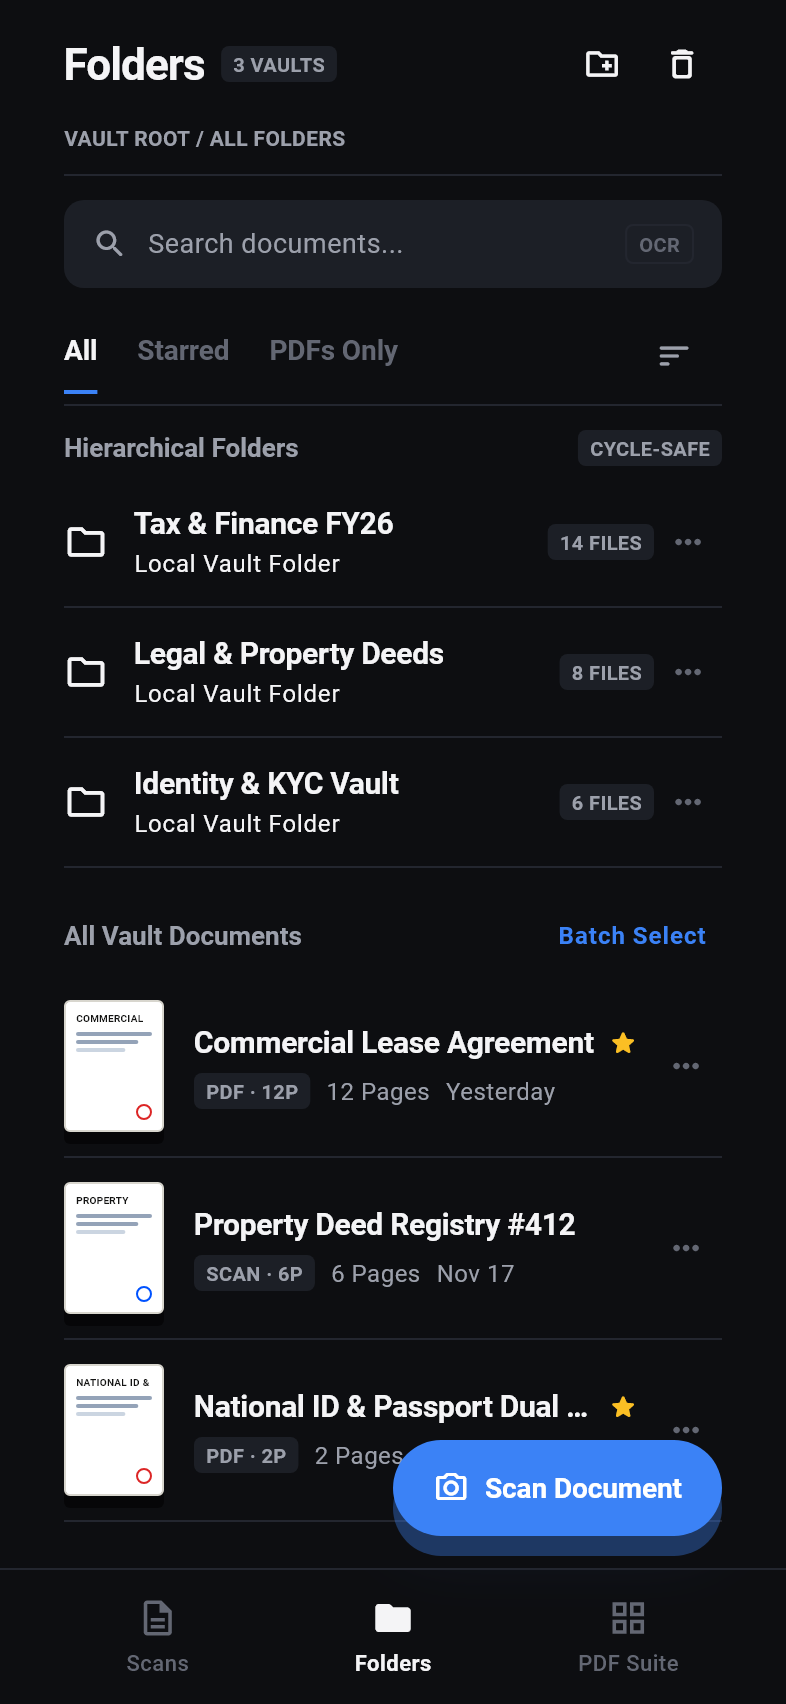 Folders 3 VAULTS
VAULT ROOT / ALL FOLDERS
Search documents... OCR
All Starred PDFs Only
Hierarchical Folders CYCLE-SAFE
Tax & Finance FY26
Local Vault Folder
14 FILES
Legal & Property Deeds
Local Vault Folder
8 FILES
Identity & KYC Vault
Local Vault Folder
6 FILES
All Vault Documents Batch Select
COMMERCIAL
Commercial Lease Agreement
PDF · 12P 12 Pages Yesterday
PROPERTY
Property Deed Registry #412
SCAN · 6P 6 Pages Nov 17
NATIONAL ID &
National ID & Passport Dual ...
PDF · 2P 2 Pages
Scan Document
Scans Folders PDF Suite